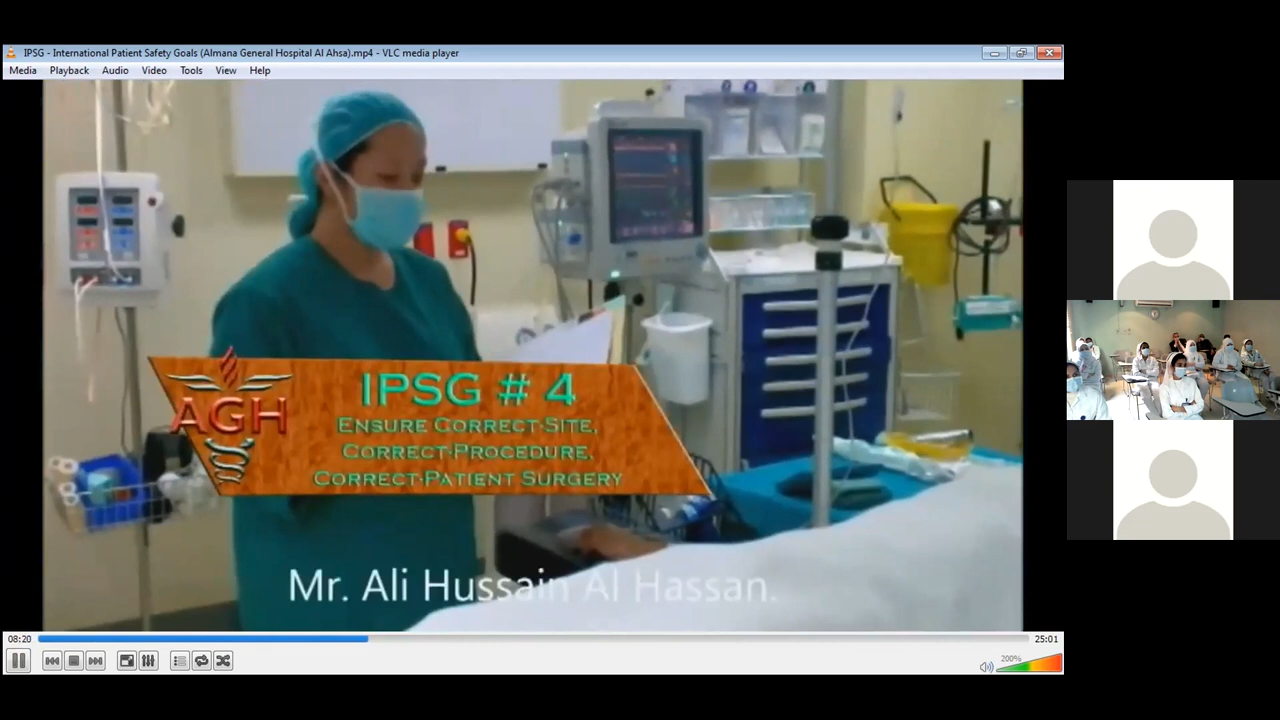 IPSG - International Patient Safety Goals (Almana General Hospital Al Ahsa).mp4 - VLC media player
Media Playback Audio Video Tools View Help
AGH
IPSG # 4
Ensure Correct-Site,
Correct-Procedure,
Correct-Patient Surgery
Mr. Ali Hussain Al Hassan.
08:20
25:01
200%